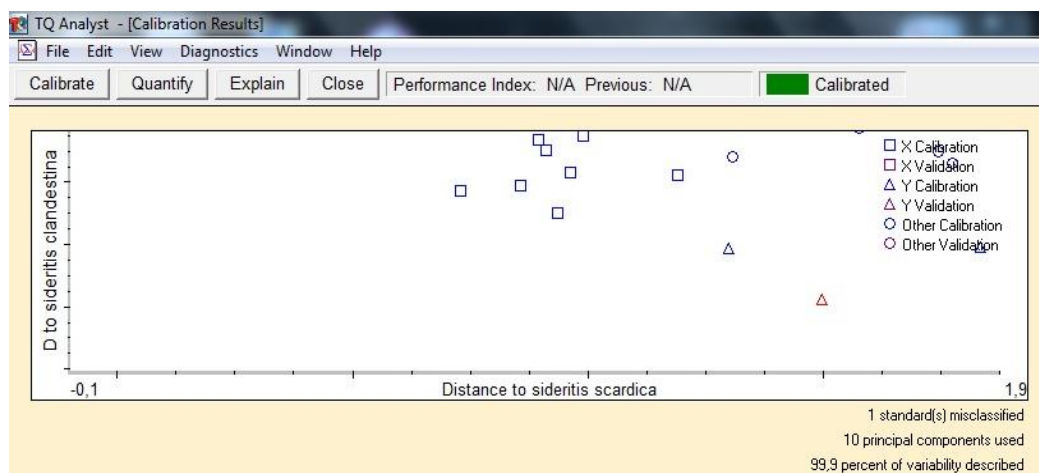 TQ Analyst - [Calibration Results]
File Edit View Diagnostics Window Help
Calibrate Quantify Explain Close Performance Index: N/A Previous: N/A Calibrated
D to sideritis clandestina
X Calibration
X Validation
Y Calibration
Y Validation
Other Calibration
Other Validation
-0,1 Distance to sideritis scardica 1,9
1 standard(s) misclassified
10 principal components used
99,9 percent of variability described